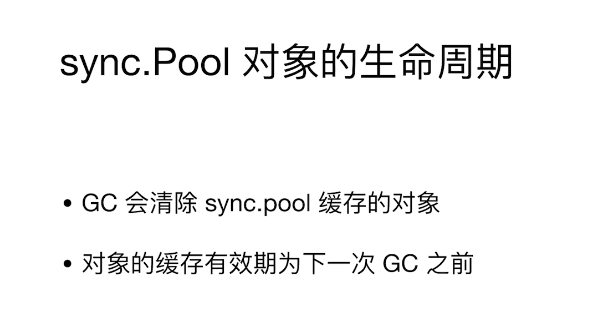 sync.Pool 对象的生命周期
• GC 会清除 sync.pool 缓存的对象
• 对象的缓存有效期为下一次 GC 之前